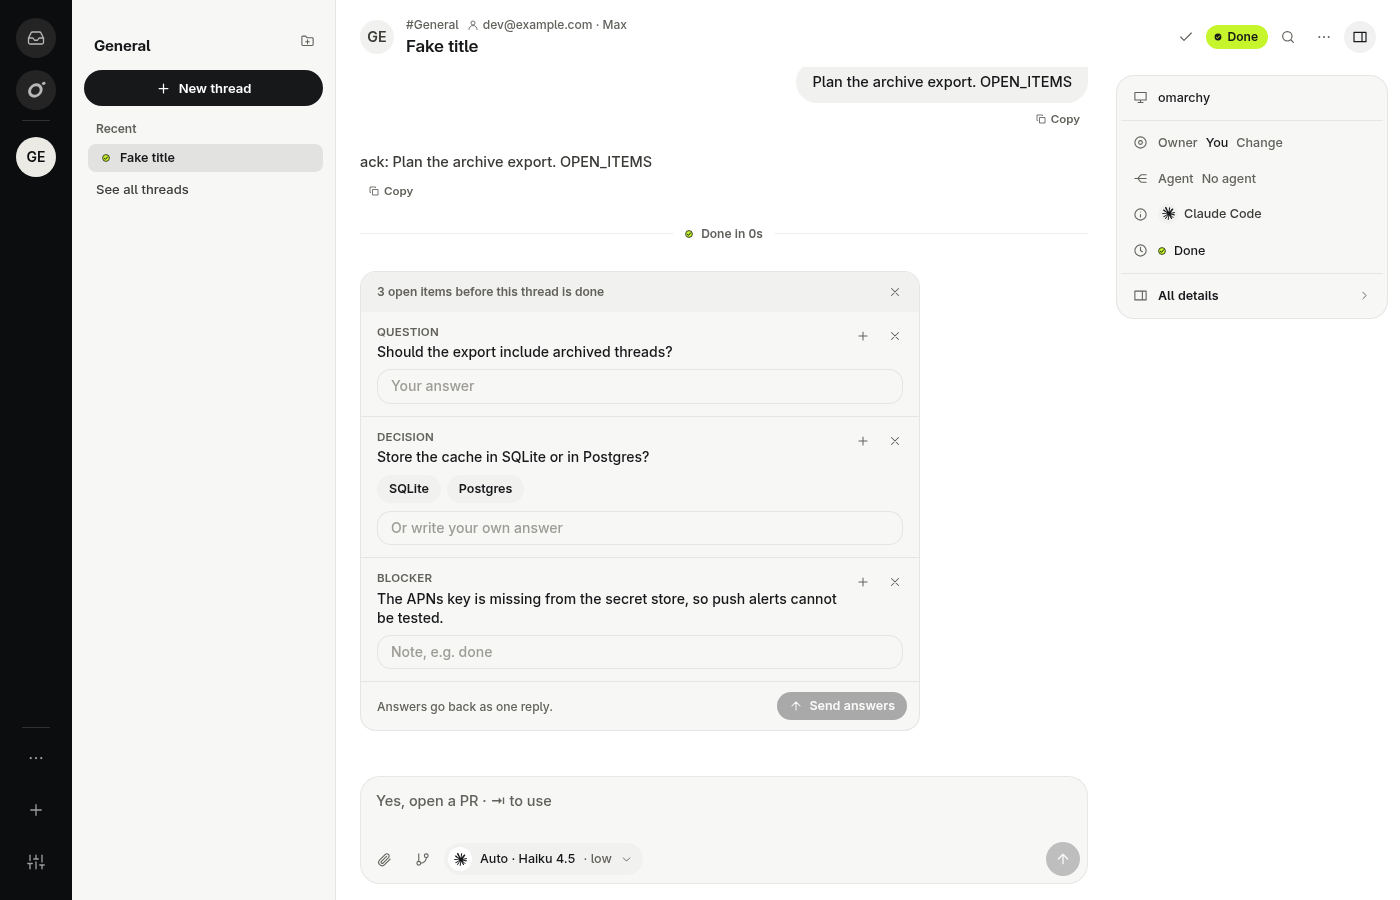 GE
General
New thread
Recent
Fake title
See all threads
GE
#General dev@example.com · Max
Fake title
Done
Plan the archive export. OPEN_ITEMS
Copy
ack: Plan the archive export. OPEN_ITEMS
Copy
Done in 0s
3 open items before this thread is done
QUESTION
Should the export include archived threads?
Your answer
DECISION
Store the cache in SQLite or in Postgres?
SQLite Postgres
Or write your own answer
BLOCKER
The APNs key is missing from the secret store, so push alerts cannot
be tested.
Note, e.g. done
Answers go back as one reply.
Send answers
Yes, open a PR · ⇥ to use
Auto · Haiku 4.5 · low
omarchy
Owner You Change
Agent No agent
Claude Code
Done
All details